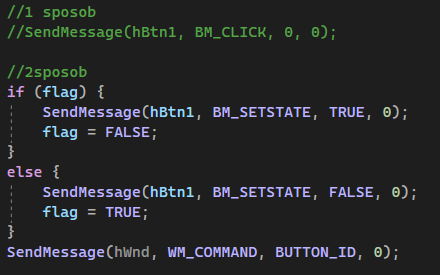 //1 sposob
//SendMessage(hBtn1, BM_CLICK, 0, 0);

//2sposob
if (flag) {
    SendMessage(hBtn1, BM_SETSTATE, TRUE, 0);
    flag = FALSE;
}
else {
    SendMessage(hBtn1, BM_SETSTATE, FALSE, 0);
    flag = TRUE;
}
SendMessage(hWnd, WM_COMMAND, BUTTON_ID, 0);